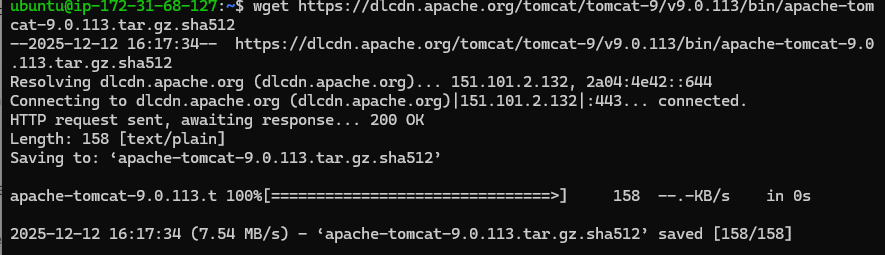 ubuntu@ip-172-31-68-127:~$ wget https://dlcdn.apache.org/tomcat/tomcat-9/v9.0.113/bin/apache-tom
cat-9.0.113.tar.gz.sha512
--2025-12-12 16:17:34--  https://dlcdn.apache.org/tomcat/tomcat-9/v9.0.113/bin/apache-tomcat-9.0
.113.tar.gz.sha512
Resolving dlcdn.apache.org (dlcdn.apache.org)... 151.101.2.132, 2a04:4e42::644
Connecting to dlcdn.apache.org (dlcdn.apache.org)|151.101.2.132|:443... connected.
HTTP request sent, awaiting response... 200 OK
Length: 158 [text/plain]
Saving to: ‘apache-tomcat-9.0.113.tar.gz.sha512’
apache-tomcat-9.0.113.t 100%[===============================>]     158  --.-KB/s    in 0s
2025-12-12 16:17:34 (7.54 MB/s) - ‘apache-tomcat-9.0.113.tar.gz.sha512’ saved [158/158]